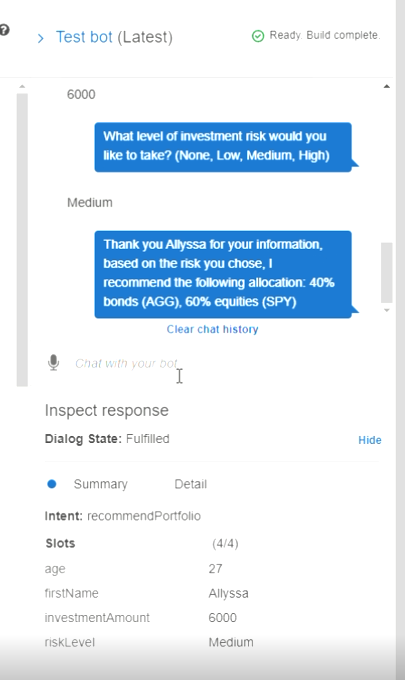 ?
> Test bot (Latest)
Ready. Build complete.
6000
What level of investment risk would you
like to take? (None, Low, Medium, High)
Medium
Thank you Allyssa for your information,
based on the risk you chose, I
recommend the following allocation: 40%
bonds (AGG), 60% equities (SPY)
Clear chat history
Chat with your bot
Inspect response
Dialog State: Fulfilled
Hide
Summary Detail
Intent: recommendPortfolio
Slots (4/4)
age 27
firstName Allyssa
investmentAmount 6000
riskLevel Medium